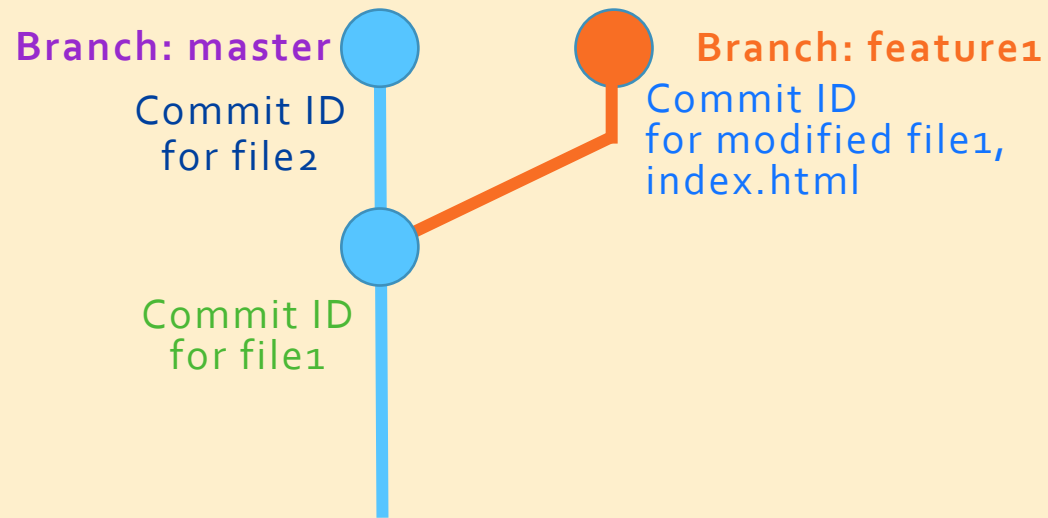 Branch: master
Commit ID
for file2
Branch: feature1
Commit ID
for modified file1,
index.html
Commit ID
for file1